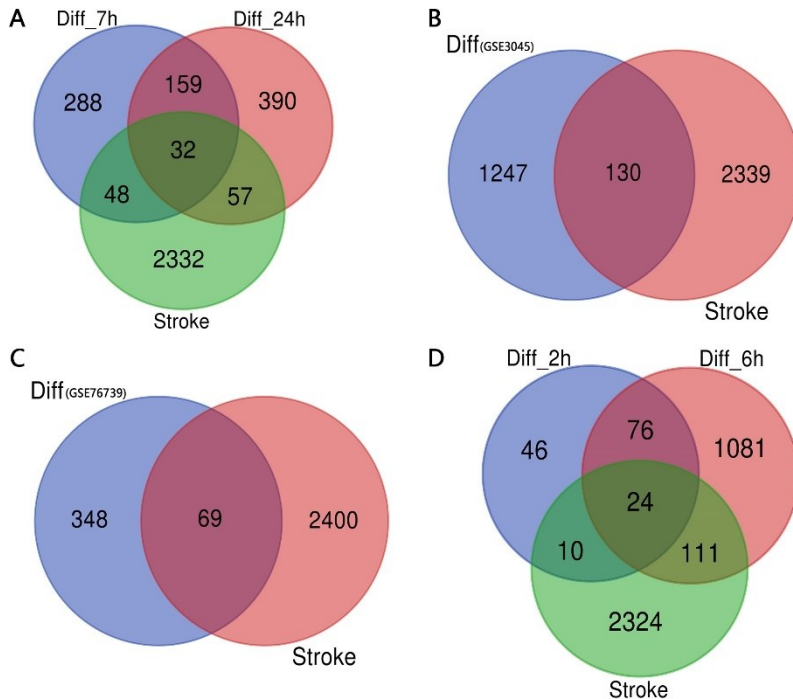 A
Diff_7h
Diff_24h
288
159
390
32
48
57
2332
Stroke
B
Diff(GSE3045)
1247
130
2339
Stroke
C
Diff(GSE76739)
348
69
2400
Stroke
D
Diff_2h
Diff_6h
46
76
1081
24
10
111
2324
Stroke